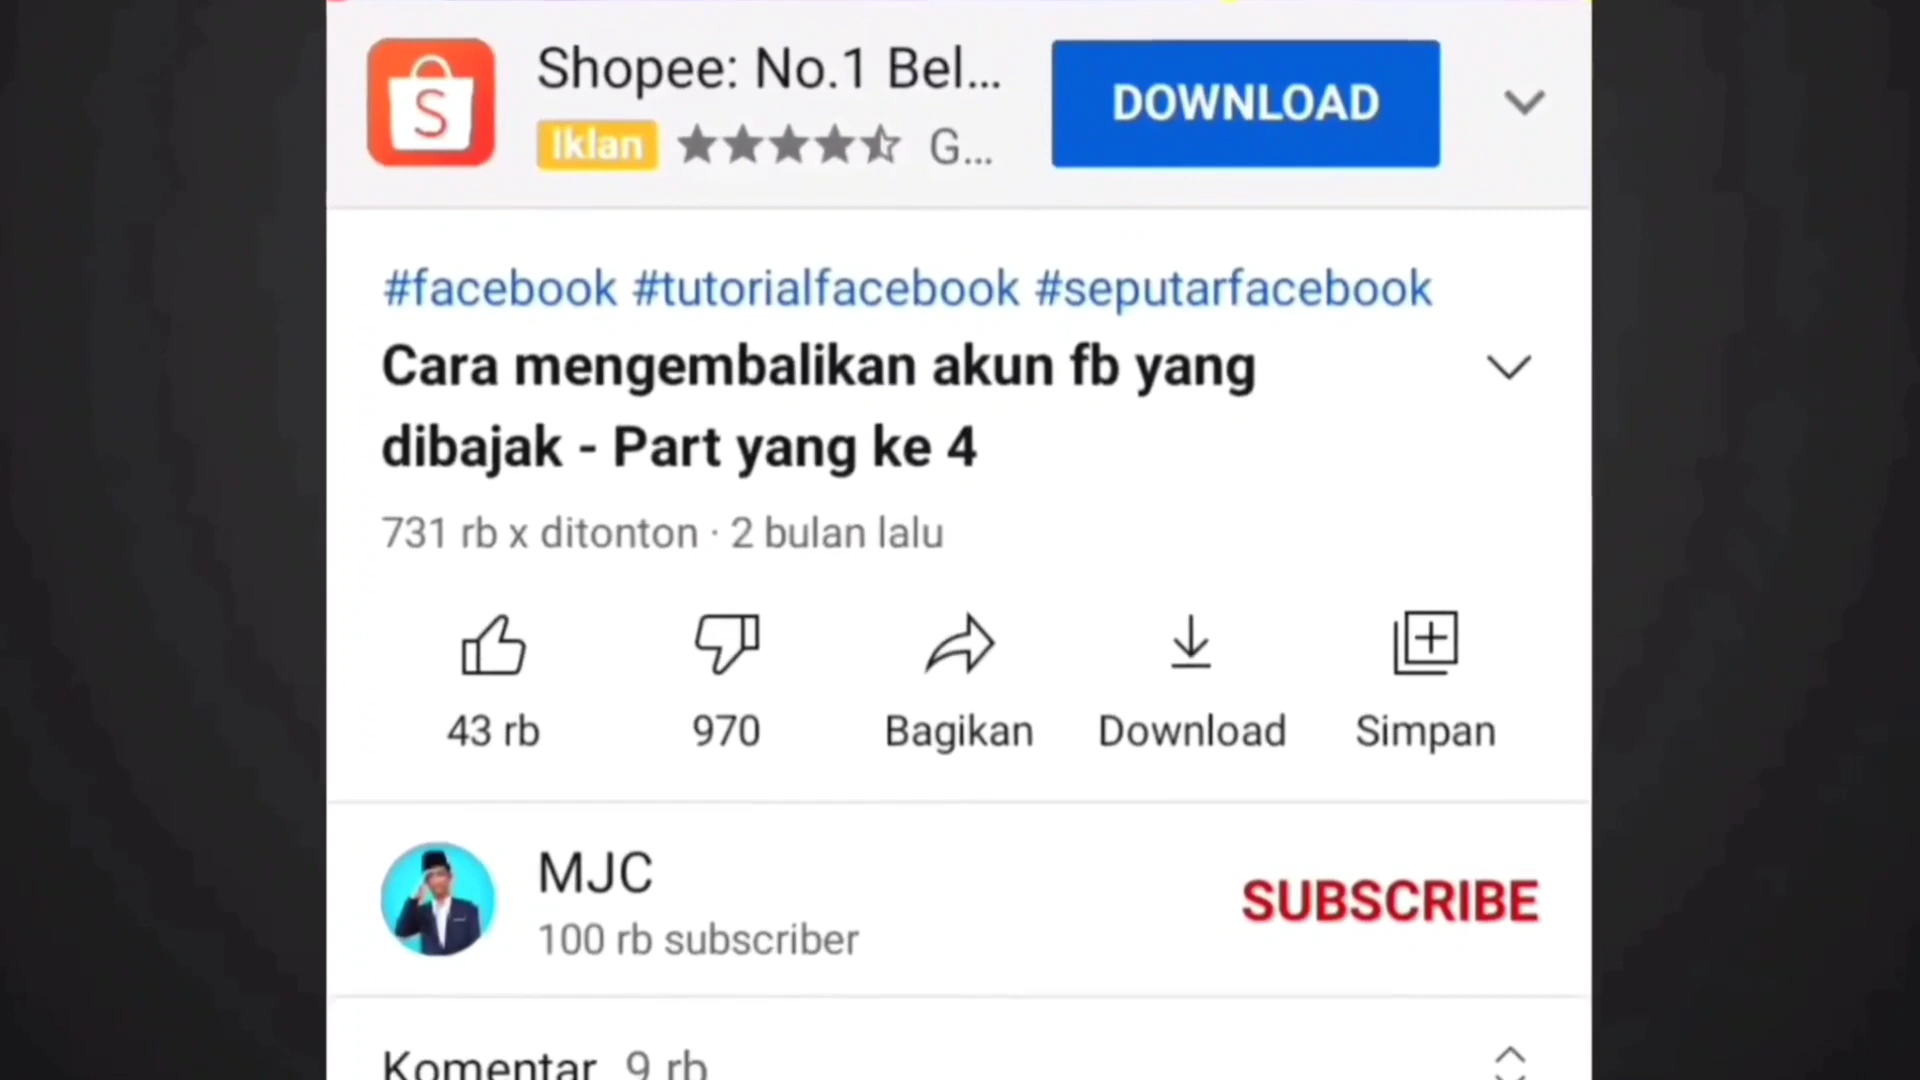 Shopee: No.1 Bel...
DOWNLOAD
Iklan
G...
#facebook #tutorialfacebook #seputarfacebook
Cara mengembalikan akun fb yang
dibajak - Part yang ke 4
731 rb x ditonton · 2 bulan lalu
43 rb
970
Bagikan
Download
Simpan
MJC
100 rb subscriber
SUBSCRIBE
Komentar 9 rb